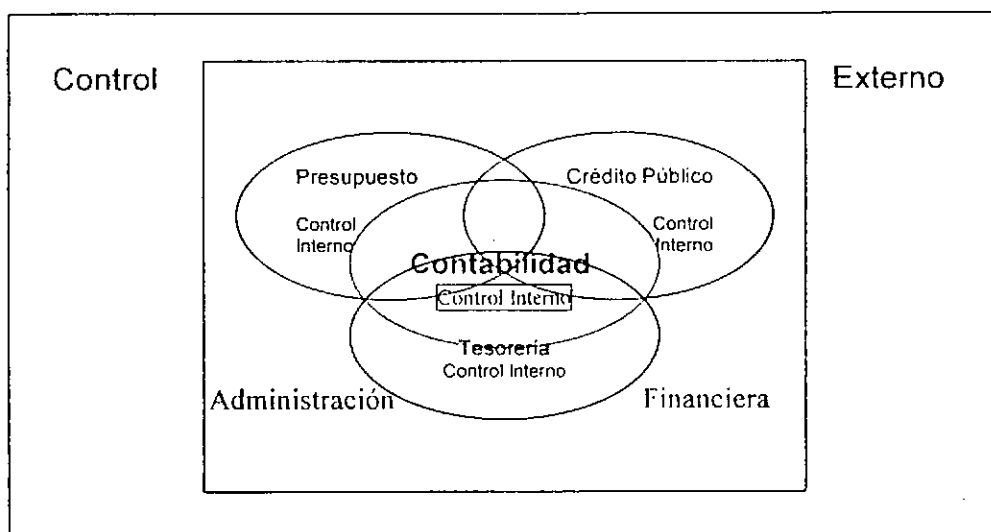 Control
Externo
Presupuesto
Crédito Público
Control
Interno
Control
Interno
Contabilidad
Control Interno
Tesorería
Control Interno
Administración
Financiera